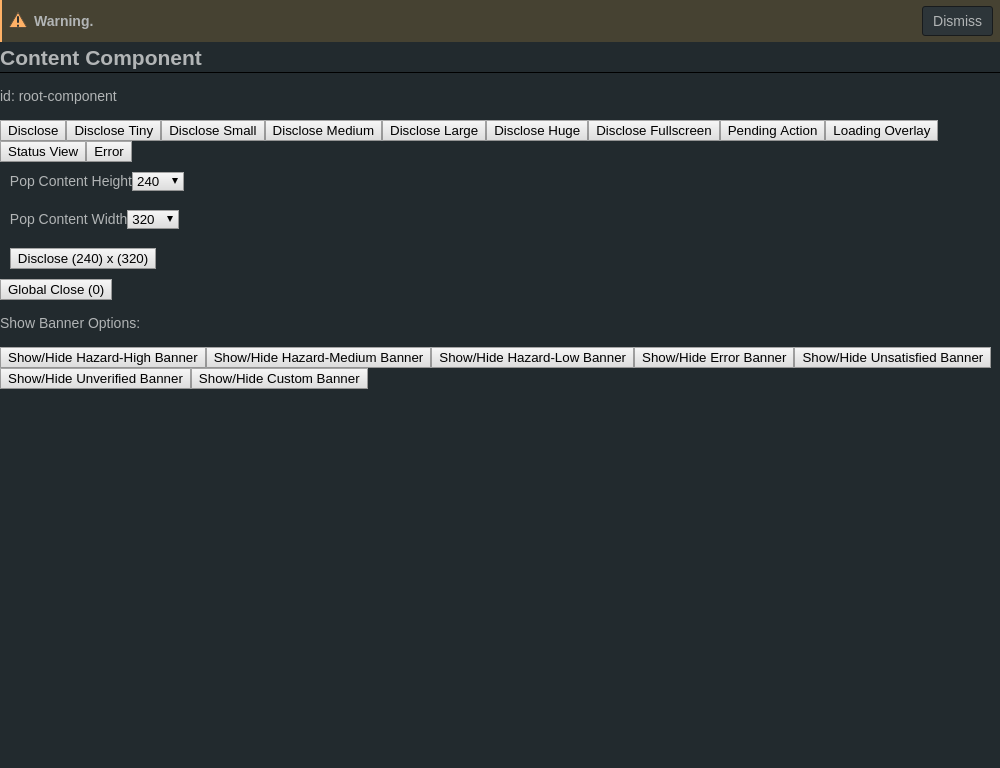 Warning. Dismiss
Content Component
id: root-component
Disclose Disclose Tiny Disclose Small Disclose Medium Disclose Large Disclose Huge Disclose Fullscreen Pending Action Loading Overlay
Status View Error
Pop Content Height 240
Pop Content Width 320
Disclose (240) x (320)
Global Close (0)
Show Banner Options:
Show/Hide Hazard-High Banner Show/Hide Hazard-Medium Banner Show/Hide Hazard-Low Banner Show/Hide Error Banner Show/Hide Unsatisfied Banner
Show/Hide Unverified Banner Show/Hide Custom Banner